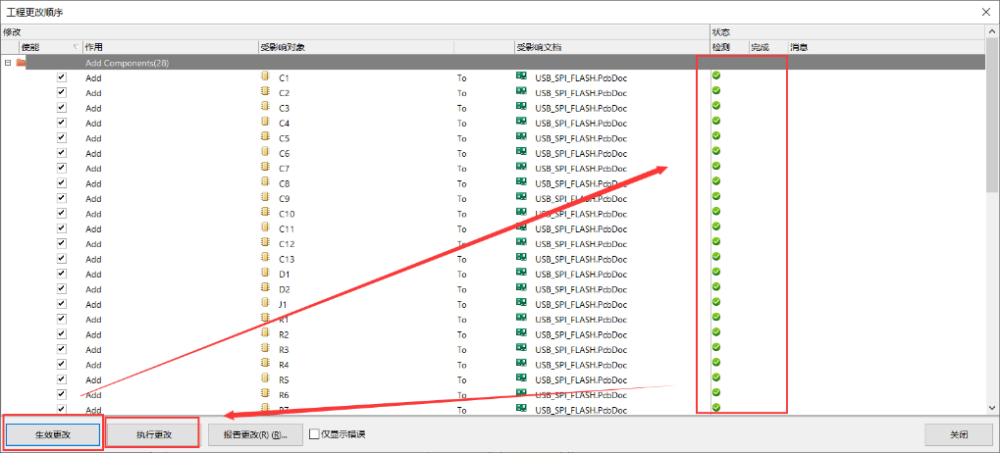 工程更改顺序
修改 状态
使能 作用 受影响对象 受影响文档 检测 完成 消息
Add Components(28)
Add C1 To USB_SPI_FLASH.PcbDoc
Add C2 To USB_SPI_FLASH.PcbDoc
Add C3 To USB_SPI_FLASH.PcbDoc
Add C4 To USB_SPI_FLASH.PcbDoc
Add C5 To USB_SPI_FLASH.PcbDoc
Add C6 To USB_SPI_FLASH.PcbDoc
Add C7 To USB_SPI_FLASH.PcbDoc
Add C8 To USB_SPI_FLASH.PcbDoc
Add C9 To USB_SPI_FLASH.PcbDoc
Add C10 To USB_SPI_FLASH.PcbDoc
Add C11 To USB_SPI_FLASH.PcbDoc
Add C12 To USB_SPI_FLASH.PcbDoc
Add C13 To USB_SPI_FLASH.PcbDoc
Add D1 To USB_SPI_FLASH.PcbDoc
Add D2 To USB_SPI_FLASH.PcbDoc
Add J1 To USB_SPI_FLASH.PcbDoc
Add R1 To USB_SPI_FLASH.PcbDoc
Add R2 To USB_SPI_FLASH.PcbDoc
Add R3 To USB_SPI_FLASH.PcbDoc
Add R4 To USB_SPI_FLASH.PcbDoc
Add R5 To USB_SPI_FLASH.PcbDoc
Add R6 To USB_SPI_FLASH.PcbDoc
Add R7 To USB_SPI_FLASH.PcbDoc
生效更改 执行更改 报告更改(R) (R)... 仅显示错误 关闭